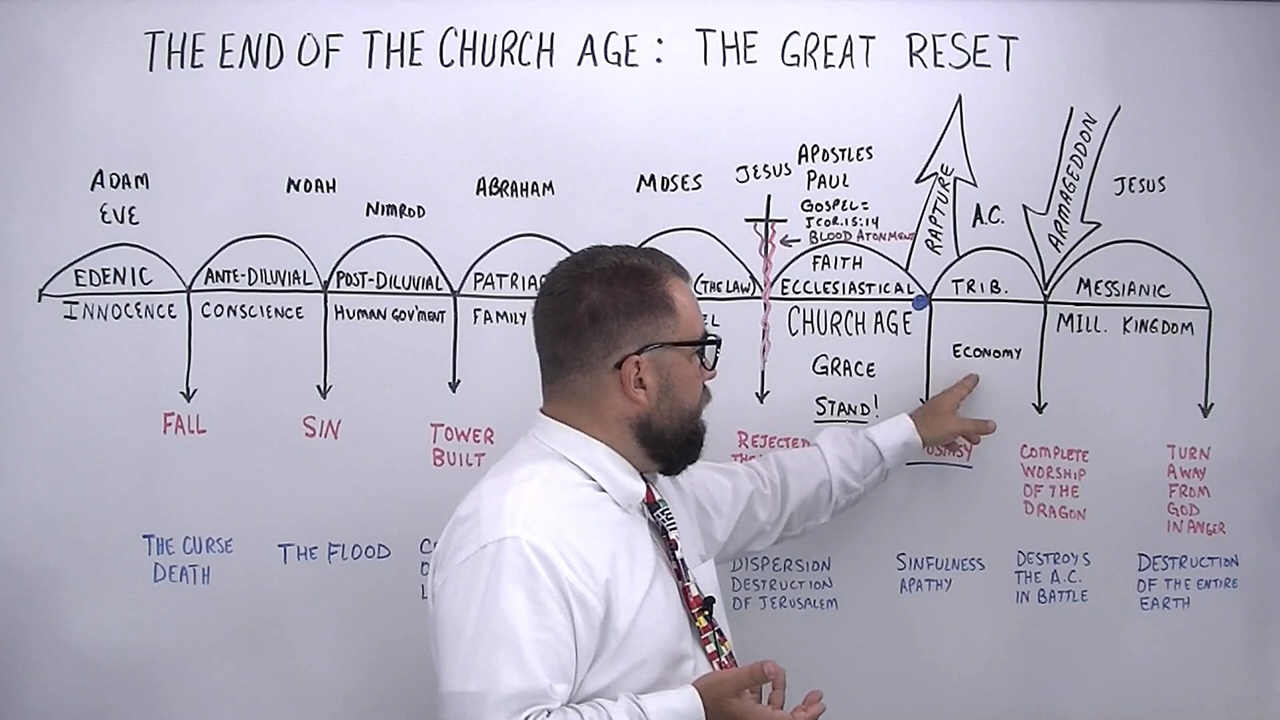 THE END OF THE CHURCH AGE: THE GREAT RESET
ADAM
EVE
NOAH
NIMROD
ABRAHAM
MOSES
JESUS
APOSTLES
PAUL
GOSPEL=
1COR.15:14
BLOOD ATONMENT
FAITH
RAPTURE
A.C.
ARMAGEDDON
JESUS
EDENIC
ANTE-DILUVIAL
POST-DILUVIAL
(THE LAW)
ECCLESIASTICAL
TRIB.
MESSIANIC
INNOCENCE
CONSCIENCE
HUMAN GOV'MENT
FAMILY
CHURCH AGE
GRACE
STAND!
ECONOMY
MILL. KINGDOM
FALL
SIN
TOWER
BUILT
REJECTED
COMPLETE
WORSHIP
OF THE
DRAGON
TURN
AWAY
FROM
GOD
IN ANGER
THE CURSE
DEATH
THE FLOOD
DISPERSION
DESTRUCTION
OF JERUSALEM
SINFULNESS
APATHY
DESTROYS
THE A.C.
IN BATTLE
DESTRUCTION
OF THE ENTIRE
EARTH